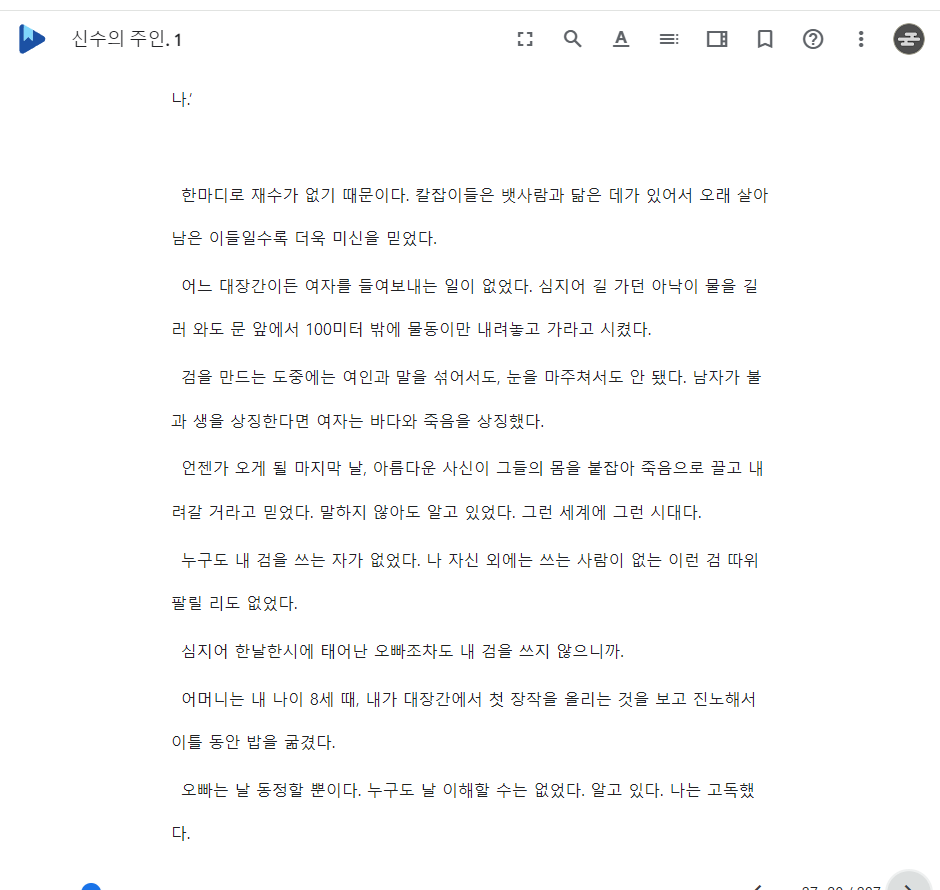 신수의 주인. 1
나.'
한마디로 재수가 없기 때문이다. 칼잡이들은 뱃사람과 닮은 데가 있어서 오래 살아
남은 이들일수록 더욱 미신을 믿었다.
어느 대장간이든 여자를 들여보내는 일이 없었다. 심지어 길 가던 아낙이 물을 길
러 와도 문 앞에서 100미터 밖에 물동이만 내려놓고 가라고 시켰다.
검을 만드는 도중에는 여인과 말을 섞어서도, 눈을 마주쳐서도 안 됐다. 남자가 불
과 생을 상징한다면 여자는 바다와 죽음을 상징했다.
언젠가 오게 될 마지막 날, 아름다운 사신이 그들의 몸을 붙잡아 죽음으로 끌고 내
려갈 거라고 믿었다. 말하지 않아도 알고 있었다. 그런 세계에 그런 시대다.
누구도 내 검을 쓰는 자가 없었다. 나 자신 외에는 쓰는 사람이 없는 이런 검 따위
팔릴 리도 없었다.
심지어 한날한시에 태어난 오빠조차도 내 검을 쓰지 않으니까.
어머니는 내 나이 8세 때, 내가 대장간에서 첫 장작을 올리는 것을 보고 진노해서
이틀 동안 밥을 굶겼다.
오빠는 날 동정할 뿐이다. 누구도 날 이해할 수는 없었다. 알고 있다. 나는 고독했
다.